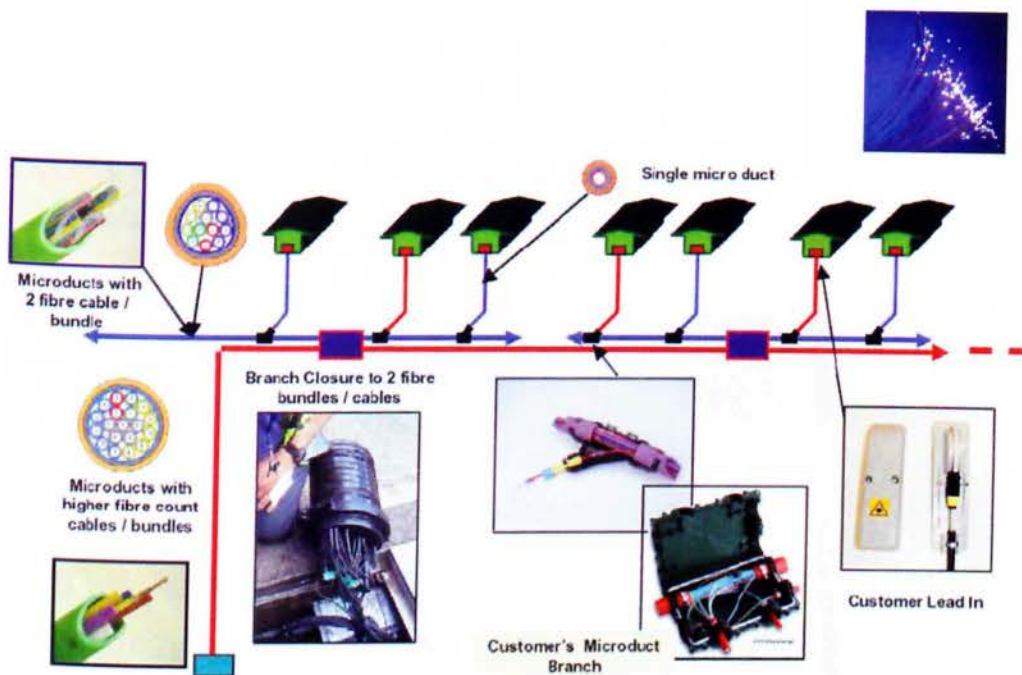 Single micro duct
Microducts with
2 fibre cable /
bundle
Branch Closure to 2 fibre
bundles / cables
Microducts with
higher fibre count
cables / bundles
Customer Lead In
Customer's Microduct
Branch